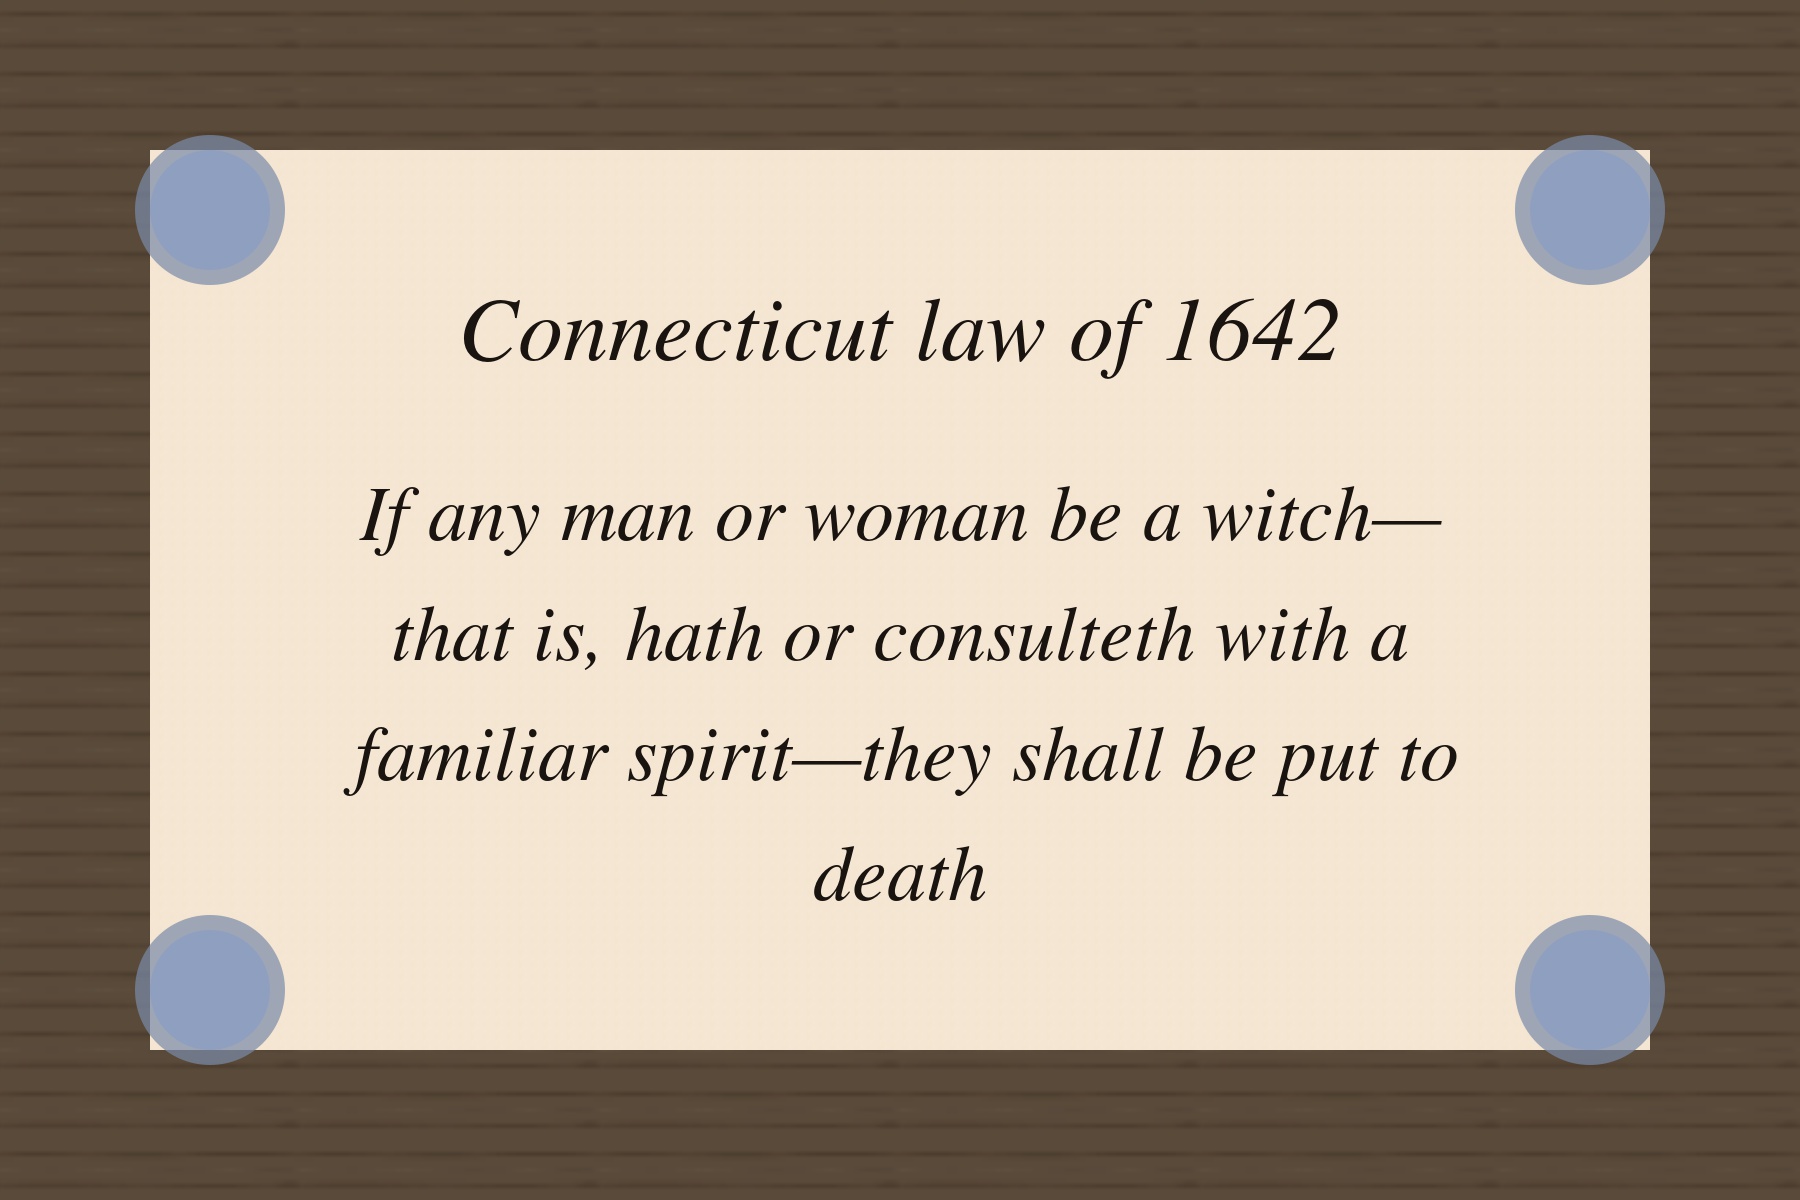 Connecticut law of 1642
If any man or woman be a witch—
that is, hath or consulteth with a
familiar spirit—they shall be put to
death